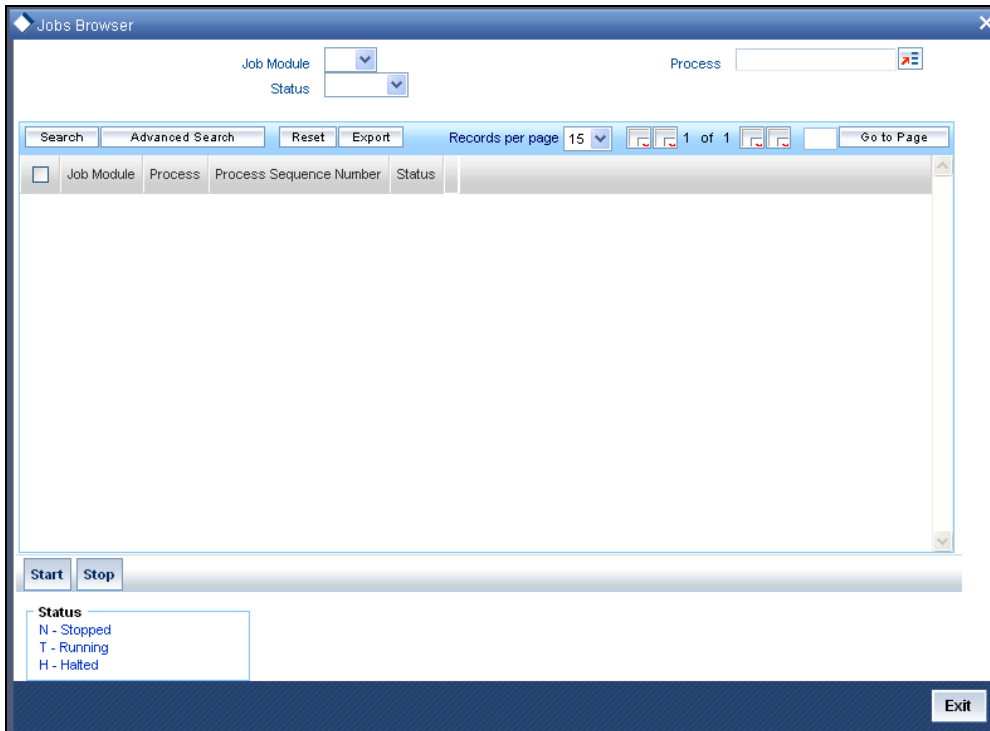 Jobs Browser
Job Module
Process
Status
Search Advanced Search Reset Export Records per page 15 1 of 1 Go to Page
Job Module Process Process Sequence Number Status
Start Stop
Status
N - Stopped
T - Running
H - Halted
Exit